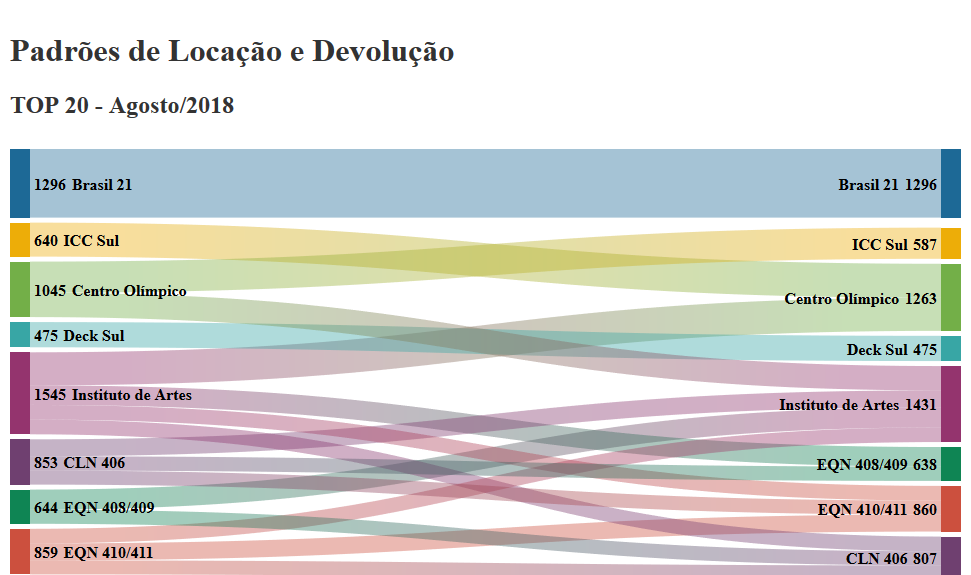 Padrões de Locação e Devolução
TOP 20 - Agosto/2018
1296 Brasil 21
Brasil 21 1296
640 ICC Sul
ICC Sul 587
1045 Centro Olímpico
Centro Olímpico 1263
475 Deck Sul
Deck Sul 475
1545 Instituto de Artes
Instituto de Artes 1431
853 CLN 406
EQN 408/409 638
644 EQN 408/409
EQN 410/411 860
859 EQN 410/411
CLN 406 807